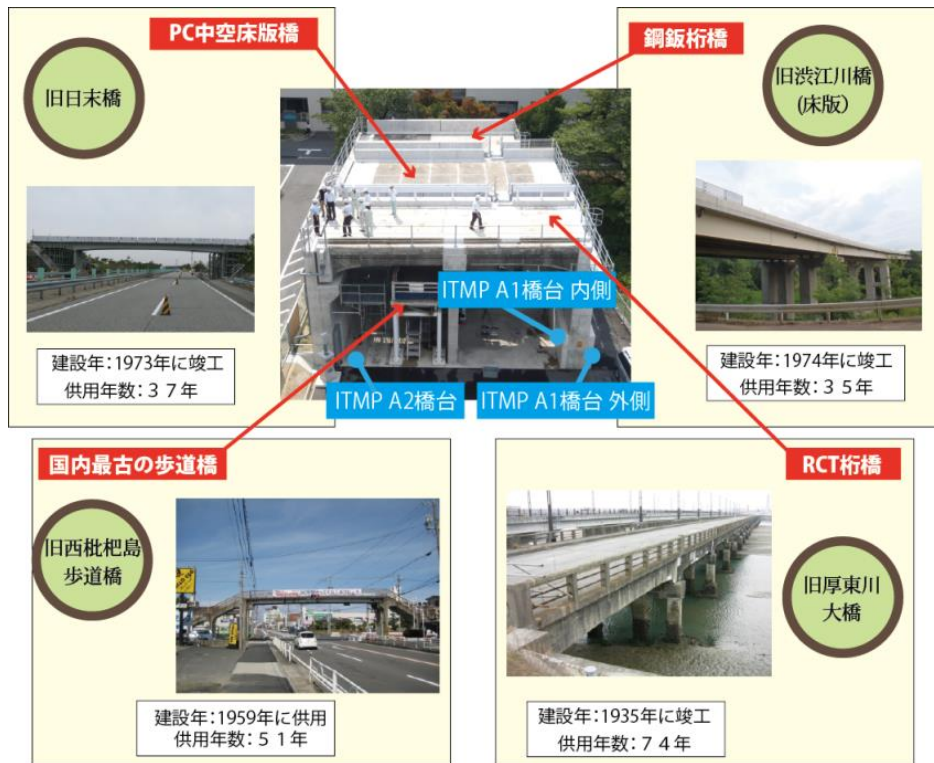 PC中空床版橋
旧日末橋
建設年:1973年に竣工
供用年数:３７年
鋼鈑桁橋
旧渋江川橋
(床版)
建設年:1974年に竣工
供用年数:３５年
ITMP A1橋台 内側
ITMP A2橋台
ITMP A1橋台 外側
国内最古の歩道橋
旧西枇杷島
歩道橋
建設年:1959年に供用
供用年数:５１年
RCT桁橋
旧厚東川
大橋
建設年:1935年に竣工
供用年数:７４年